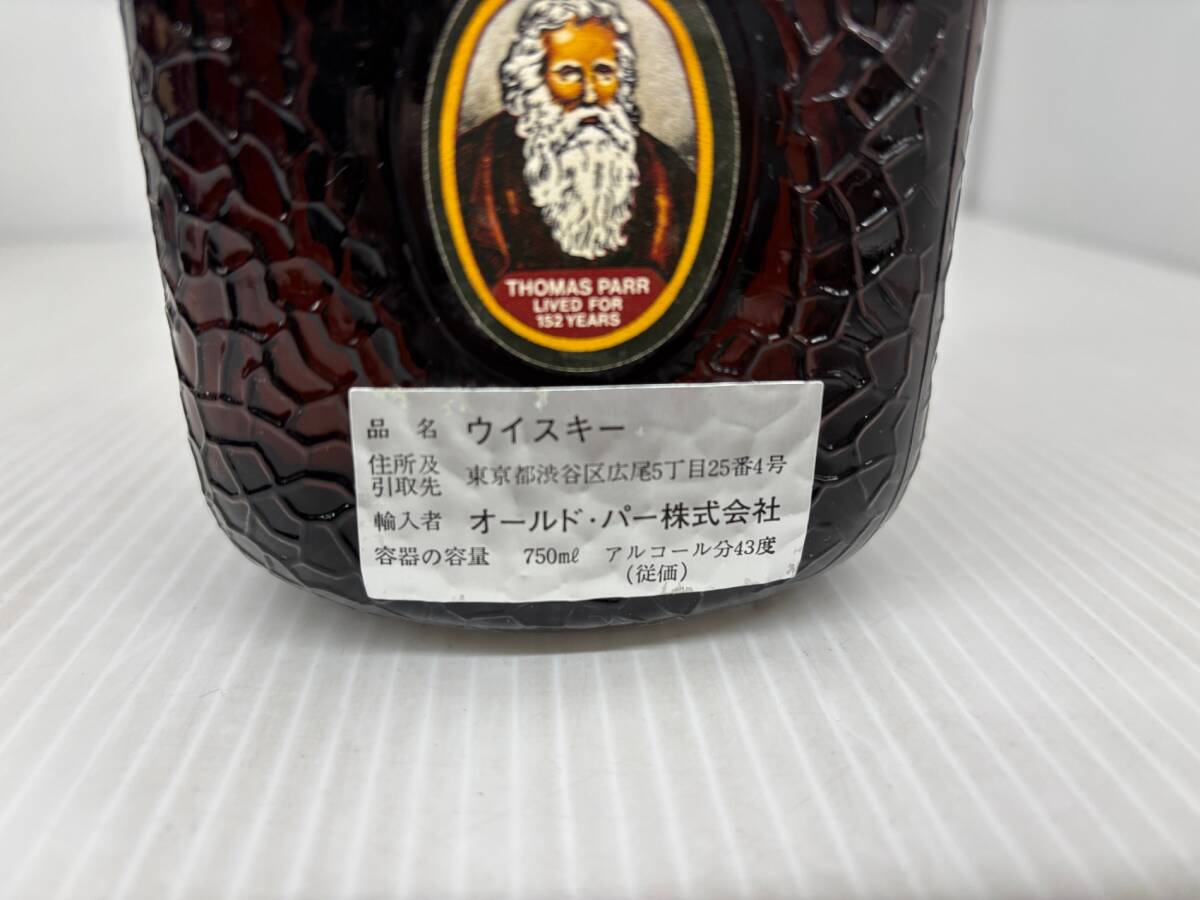 THOMAS PARR
LIVED FOR
152 YEARS
品名 ウイスキー
住所及
引取先 東京都渋谷区広尾5丁目25番4号
輸入者 オールド・パー株式会社
容器の容量 750mℓ アルコール分43度
(従価)